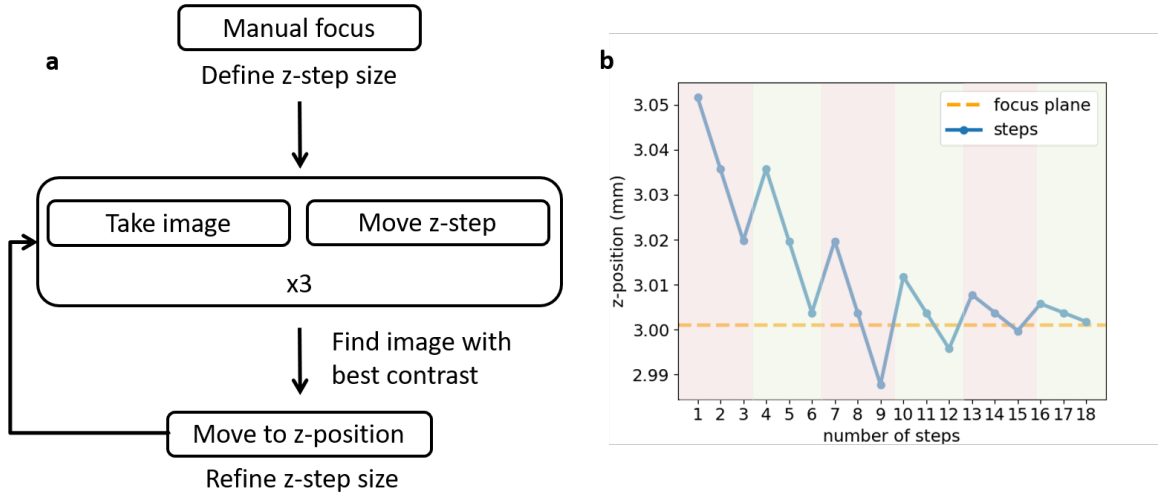 Manual focus
a
Define z-step size
Take image
Move z-step
x3
Find image with
best contrast
Move to z-position
Refine z-step size
b
focus plane
steps
z-position (mm)
3.05
3.04
3.03
3.02
3.01
3.00
2.99
1 2 3 4 5 6 7 8 9 10 11 12 13 14 15 16 17 18
number of steps